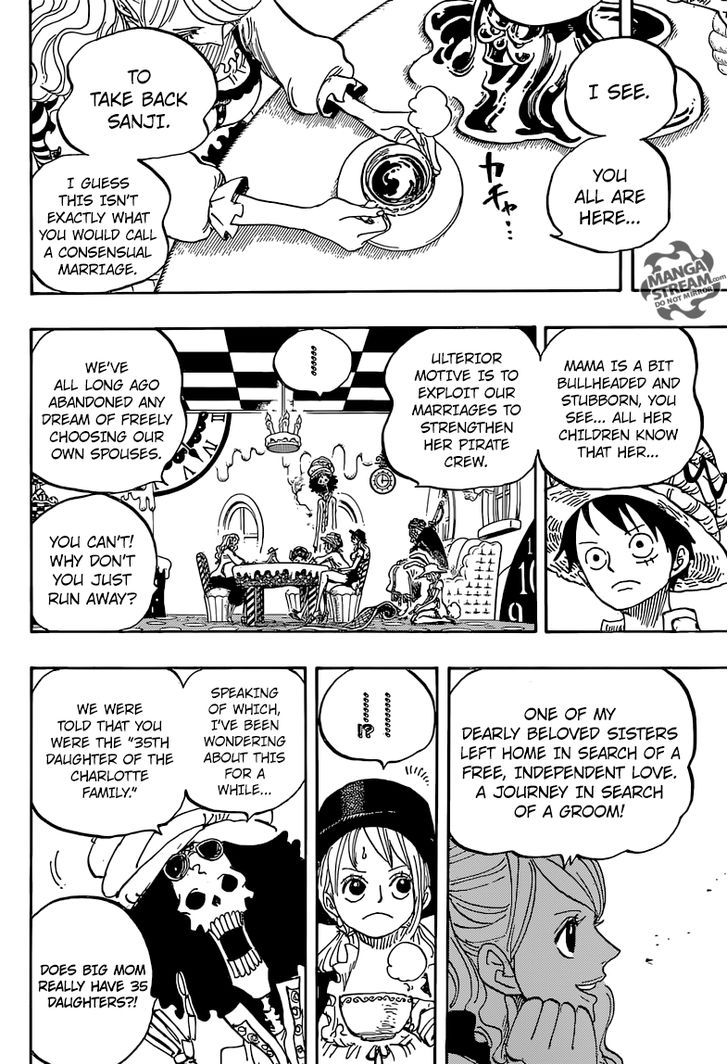 I SEE.
YOU
ALL ARE
HERE...
カチャ…
TO
TAKE BACK
SANJI.
I GUESS
THIS ISN'T
EXACTLY WHAT
YOU WOULD CALL
A CONSENSUAL
MARRIAGE.
MANGA
STREAM.com
DO NOT MIRROR
MAMA IS A BIT
BULLHEADED AND
STUBBORN, YOU
SEE... ALL HER
CHILDREN KNOW
THAT HER...
ULTERIOR
MOTIVE IS TO
EXPLOIT OUR
MARRIAGES TO
STRENGTHEN
HER PIRATE
CREW.
WE'VE
ALL LONG AGO
ABANDONED ANY
DREAM OF FREELY
CHOOSING OUR
OWN SPOUSES.
YOU CAN'T!
WHY DON'T
YOU JUST
RUN AWAY?
10
9
ONE OF MY
DEARLY BELOVED SISTERS
LEFT HOME IN SEARCH OF A
FREE, INDEPENDENT LOVE.
A JOURNEY IN SEARCH
OF A GROOM!
!?
SPEAKING
OF WHICH,
I'VE BEEN
WONDERING
ABOUT THIS
FOR A
WHILE...
WE WERE
TOLD THAT YOU
WERE THE "35TH
DAUGHTER OF THE
CHARLOTTE
FAMILY."
DOES BIG MOM
REALLY HAVE 35
DAUGHTERS?!